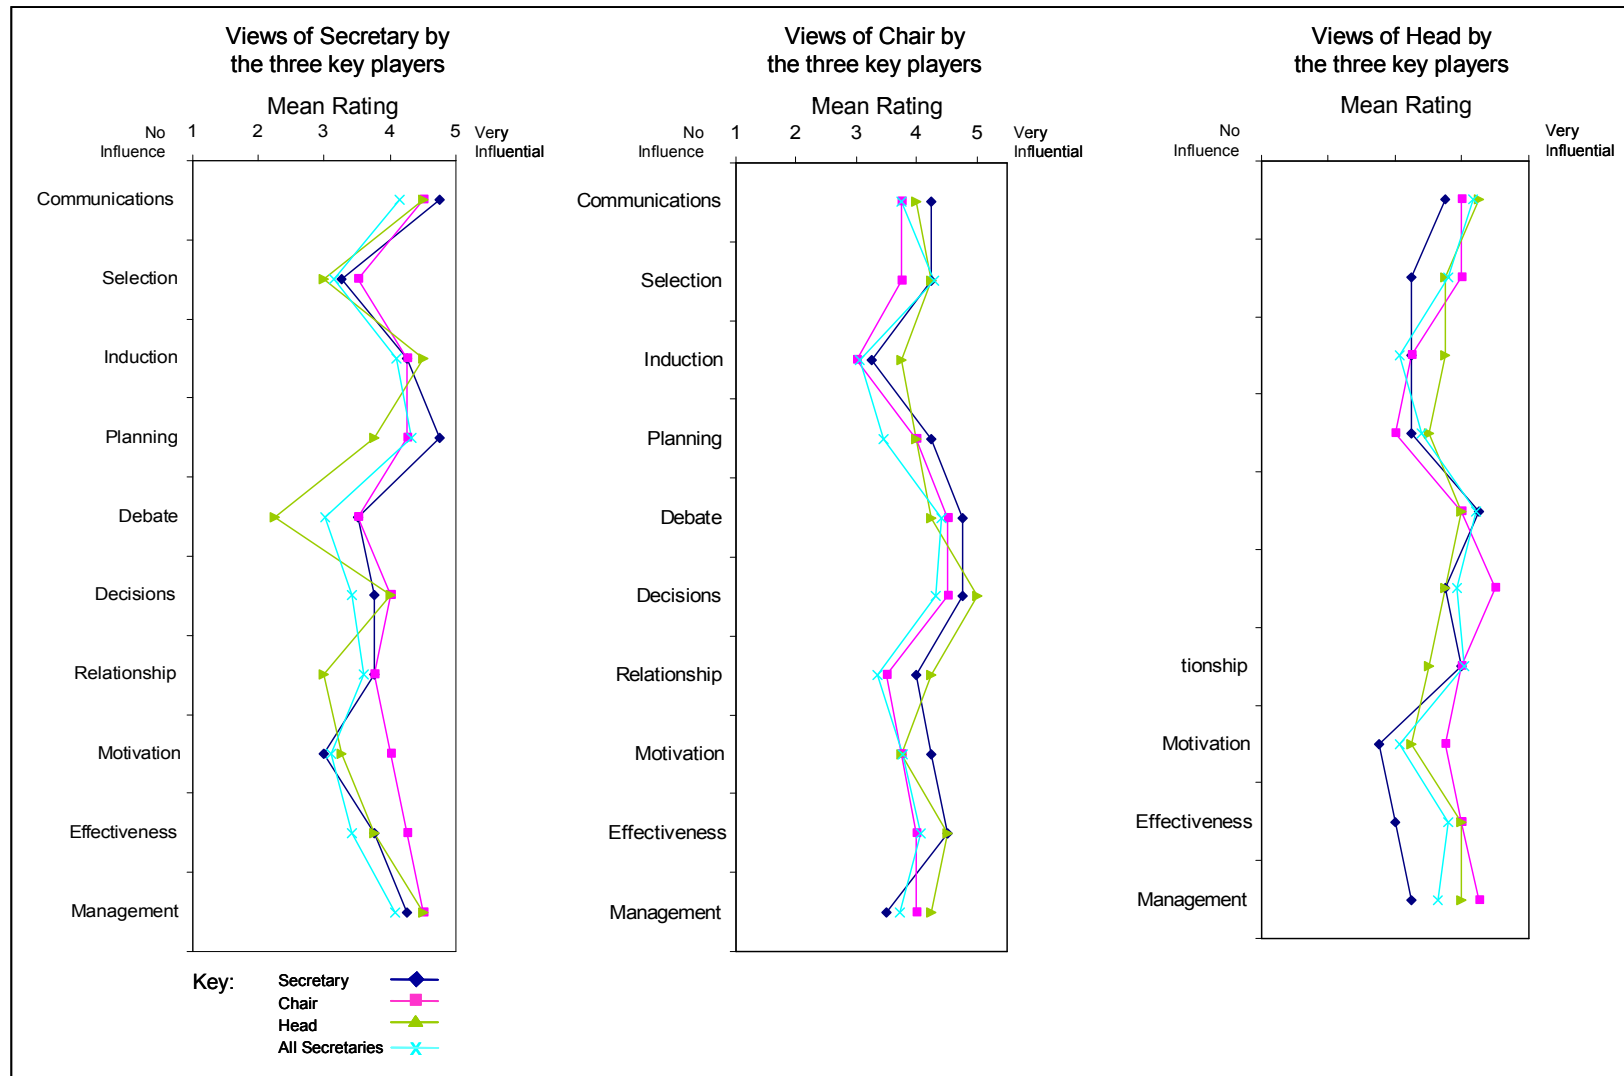 Views of Secretary by
the three key players
Mean Rating
No
Influence
1 2 3 4 5
Very
Influential
Communications
Selection
Induction
Planning
Debate
Decisions
Relationship
Motivation
Effectiveness
Management
Key:
Secretary
Chair
Head
All Secretaries
Views of Chair by
the three key players
Mean Rating
No
Influence
1 2 3 4 5
Very
Influential
Communications
Selection
Induction
Planning
Debate
Decisions
Relationship
Motivation
Effectiveness
Management
Views of Head by
the three key players
Mean Rating
No
Influence
Very
Influential
tionship
Motivation
Effectiveness
Management